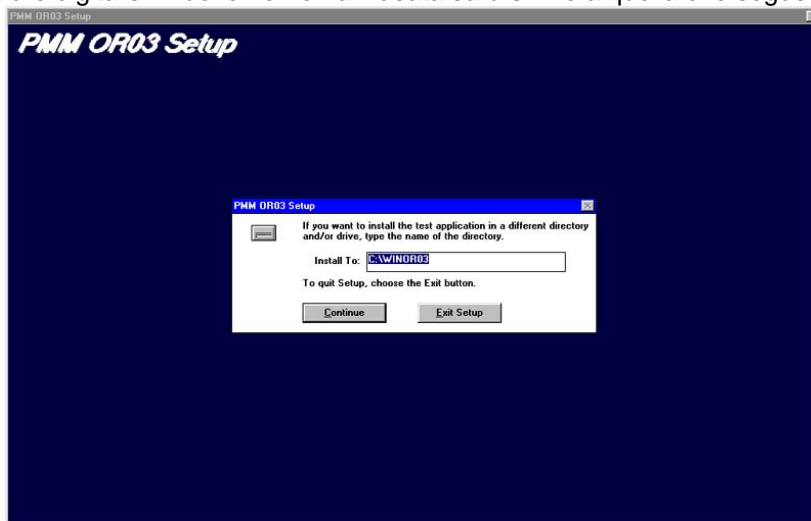 PMM OR03 Setup
PMM OR03 Setup
PMM OR03 Setup
If you want to install the test application in a different directory
and/or drive, type the name of the directory.
Install To: C:\WINOR03
To quit Setup, choose the Exit button.
Continue Exit Setup